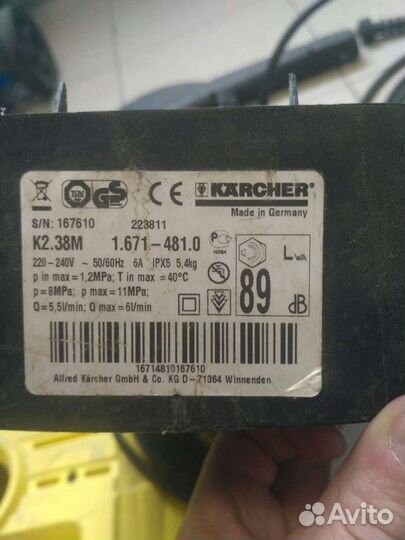 TÜV
GS
CE
KÄRCHER
Made in Germany
S/N: 167610 223811
K2.38M 1.671-481.0
220-240V ~ 50/60Hz 6A IPX5 5,4kg
p in max = 1,2MPa; T in max = 40°C
p=8MPa; p max=11MPa;
Q=5,5l/min; Q max=6l/min
LWA
89
dB
16714810167610
Alfred Kärcher GmbH & Co. KG D - 71364 Winnenden
Avito